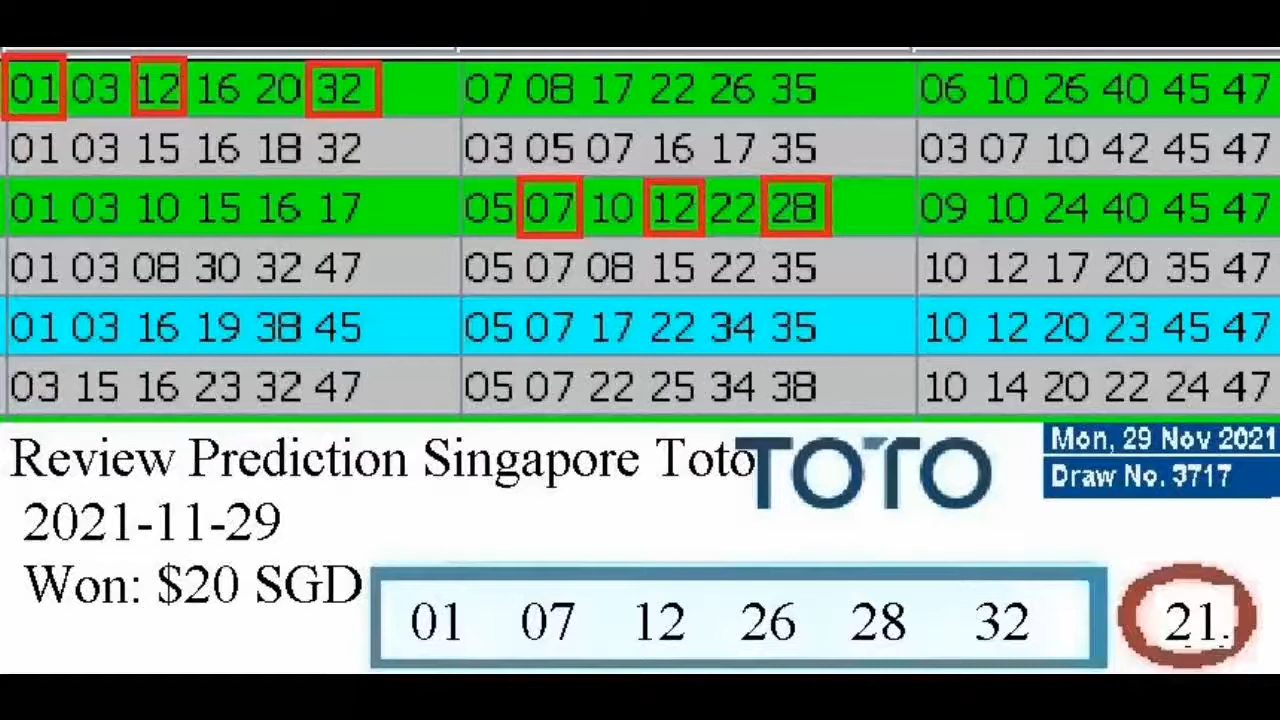 01 03 12 16 20 32 07 08 17 22 26 35 06 10 26 40 45 47
01 03 15 16 18 32 03 05 07 16 17 35 03 07 10 42 45 47
01 03 10 15 16 17 05 07 10 12 22 28 09 10 24 40 45 47
01 03 08 30 32 47 05 07 08 15 22 35 10 12 17 20 35 47
01 03 16 19 38 45 05 07 17 22 34 35 10 12 20 23 45 47
03 15 16 23 32 47 05 07 22 25 34 38 10 14 20 22 24 47
Review Prediction Singapore Toto
2021-11-29
Won: $20 SGD
TOTO
Mon, 29 Nov 2021
Draw No. 3717
01 07 12 26 28 32
21.